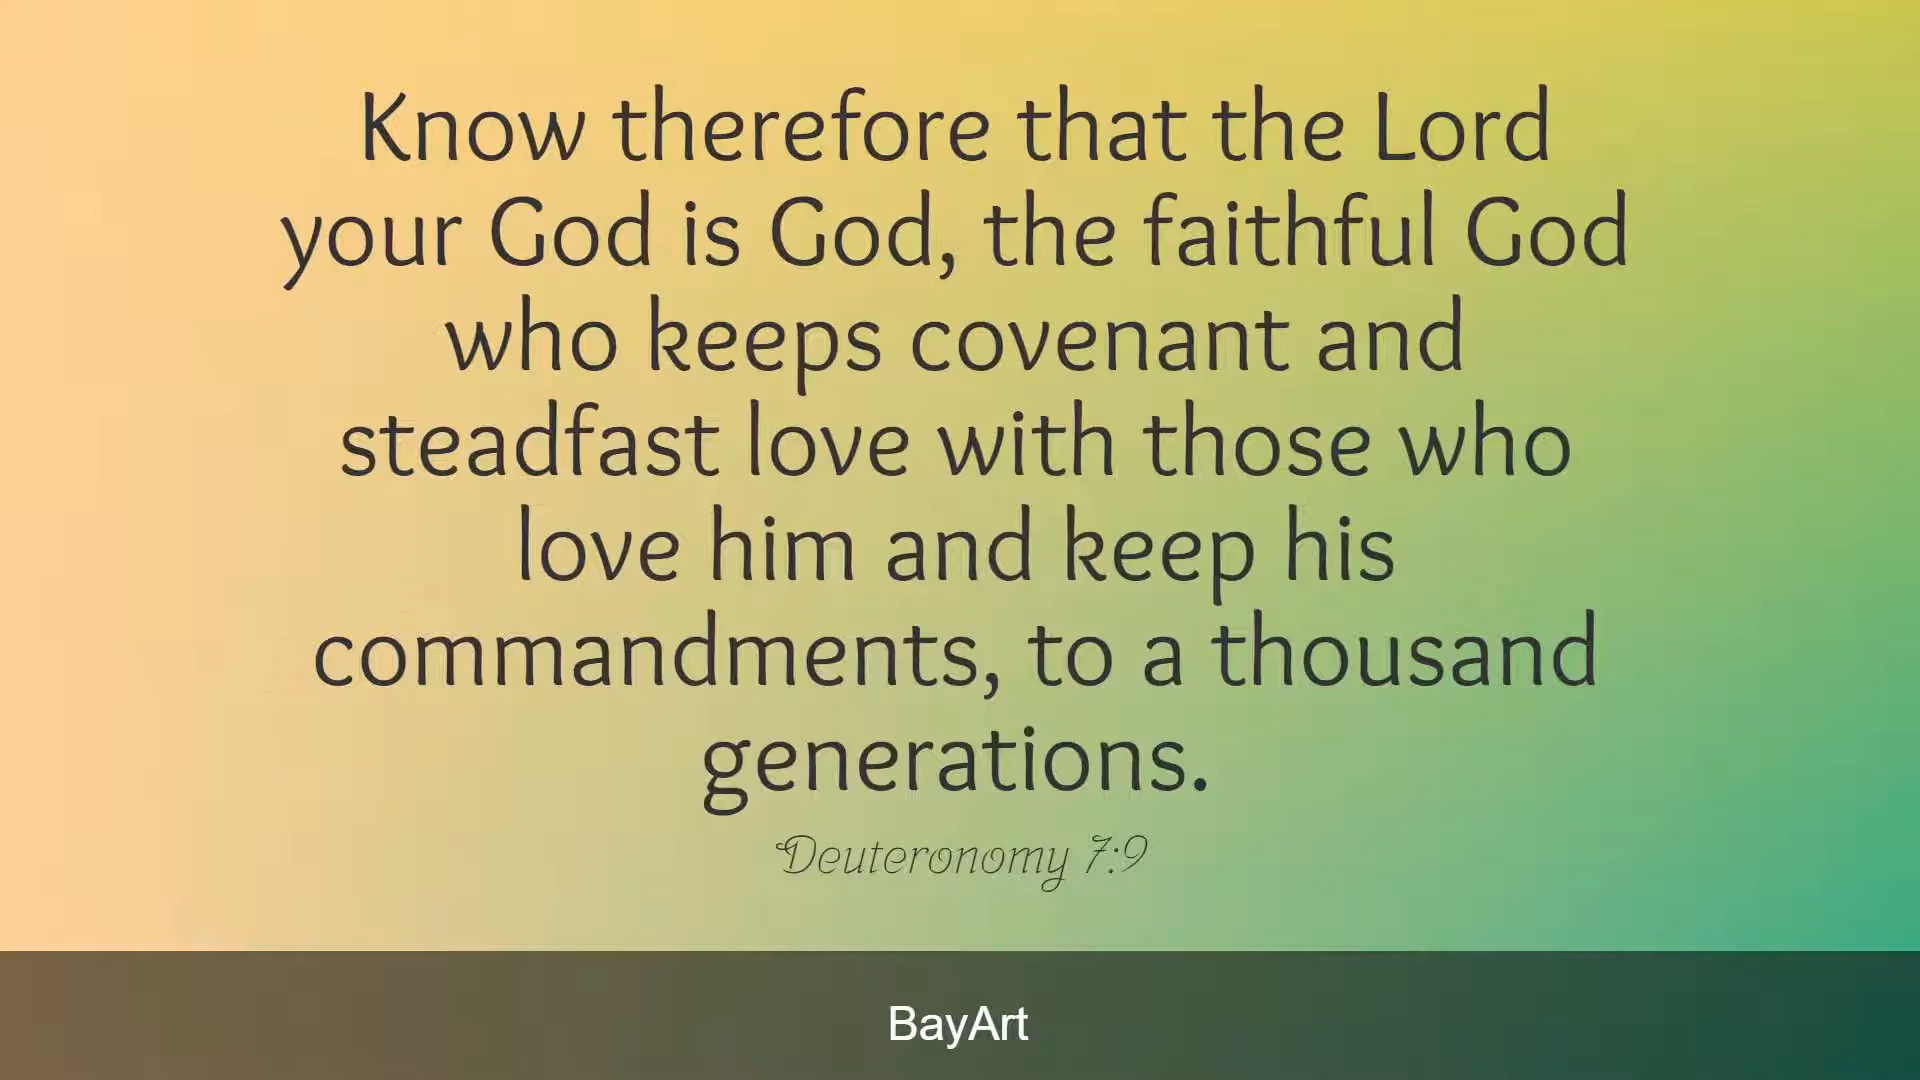 Know therefore that the Lord
your God is God, the faithful God
who keeps covenant and
steadfast love with those who
love him and keep his
commandments, to a thousand
generations.
Deuteronomy 7:9
BayArt